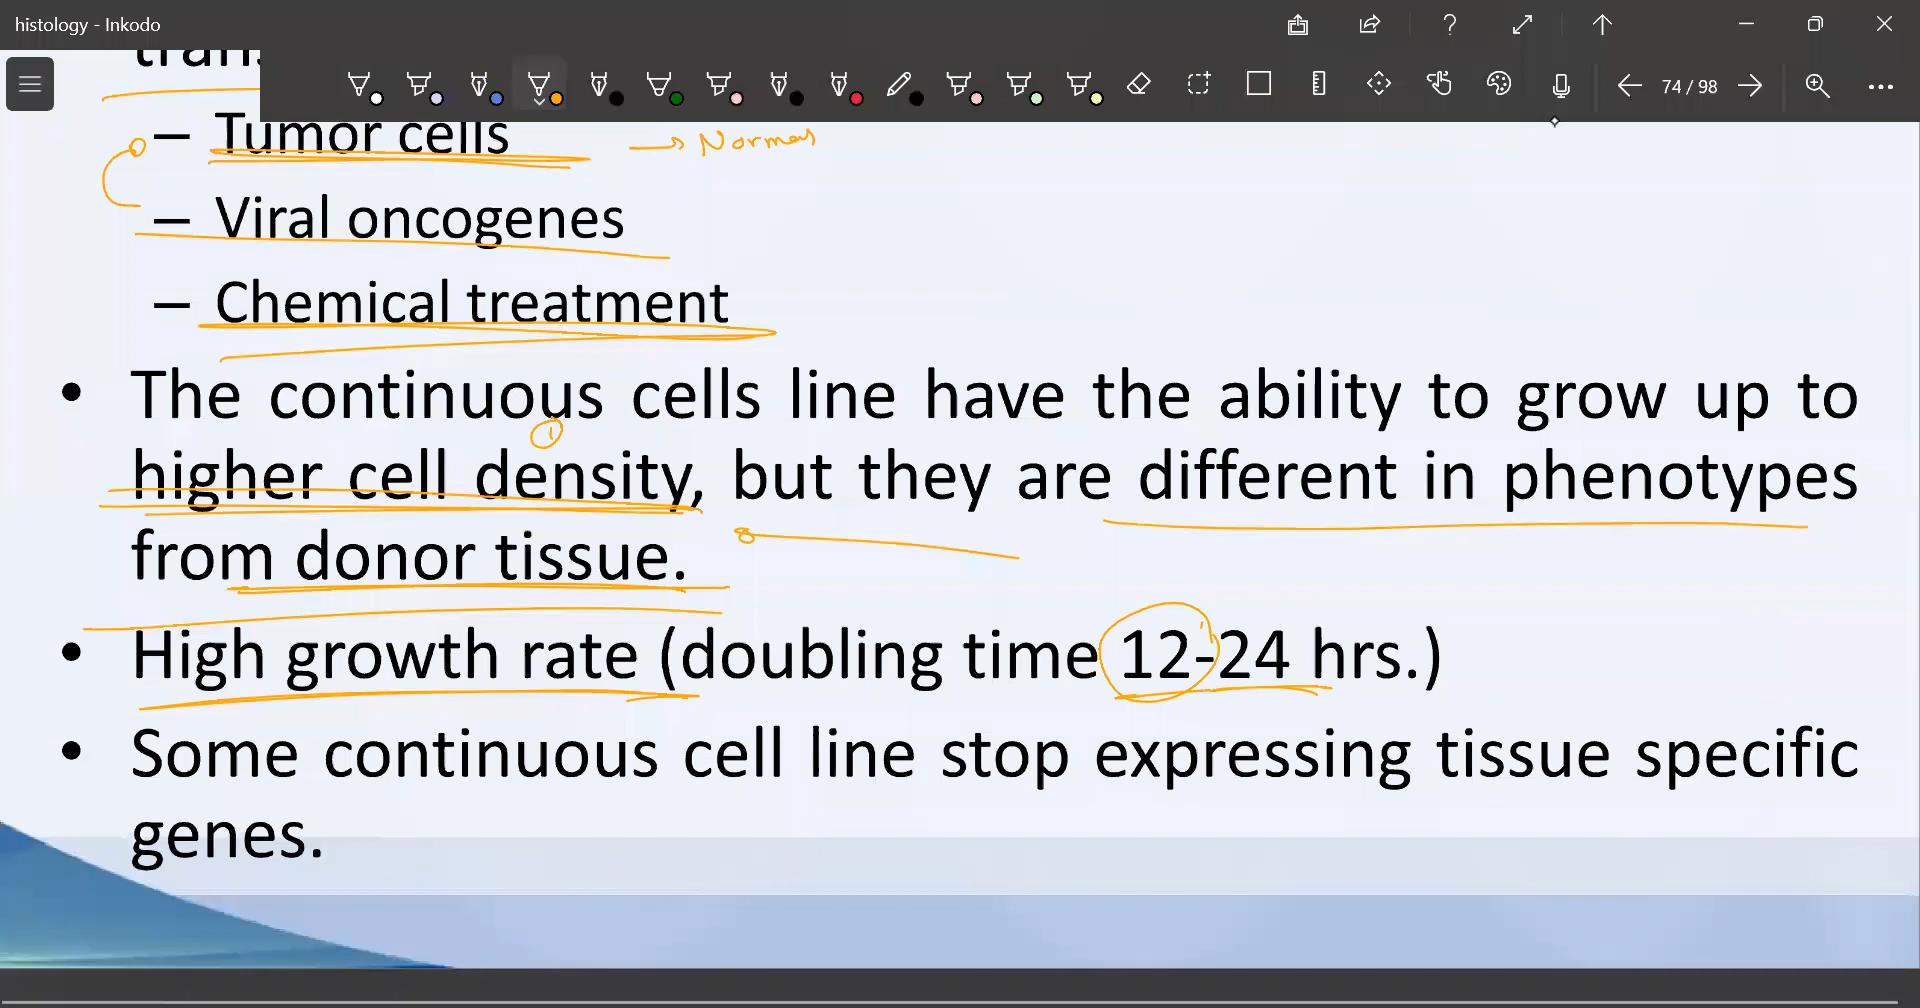 histology - Inkodo
74 / 98
– Tumor cells → Normal
– Viral oncogenes
– Chemical treatment
• The continuous cells line have the ability to grow up to
①
higher cell density, but they are different in phenotypes
from donor tissue.
• High growth rate (doubling time 12-24 hrs.)
• Some continuous cell line stop expressing tissue specific
genes.